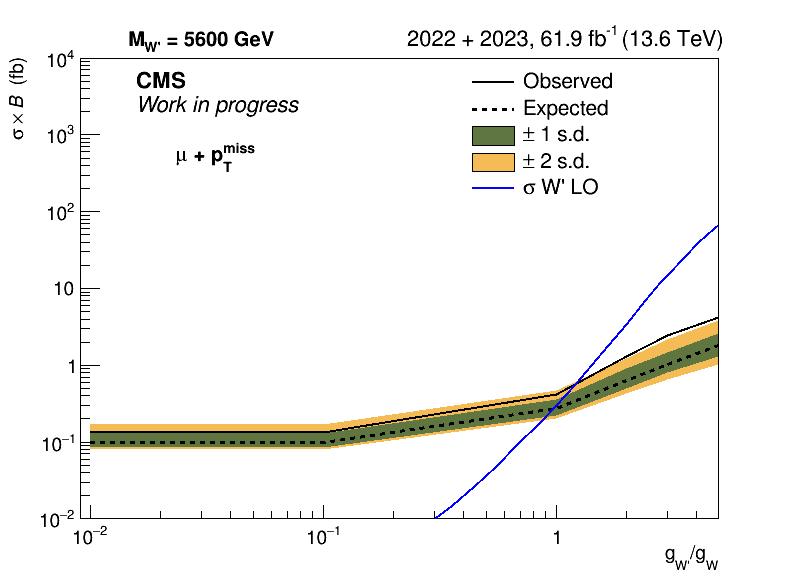 M_W' = 5600 GeV
2022 + 2023, 61.9 fb⁻¹ (13.6 TeV)
CMS
Work in progress
μ + p_T^miss
Observed
Expected
± 1 s.d.
± 2 s.d.
σ W' LO
σ × B (fb)
10⁴
10³
10²
10
1
10⁻¹
10⁻²
10⁻²
10⁻¹
1
g_W'/g_W